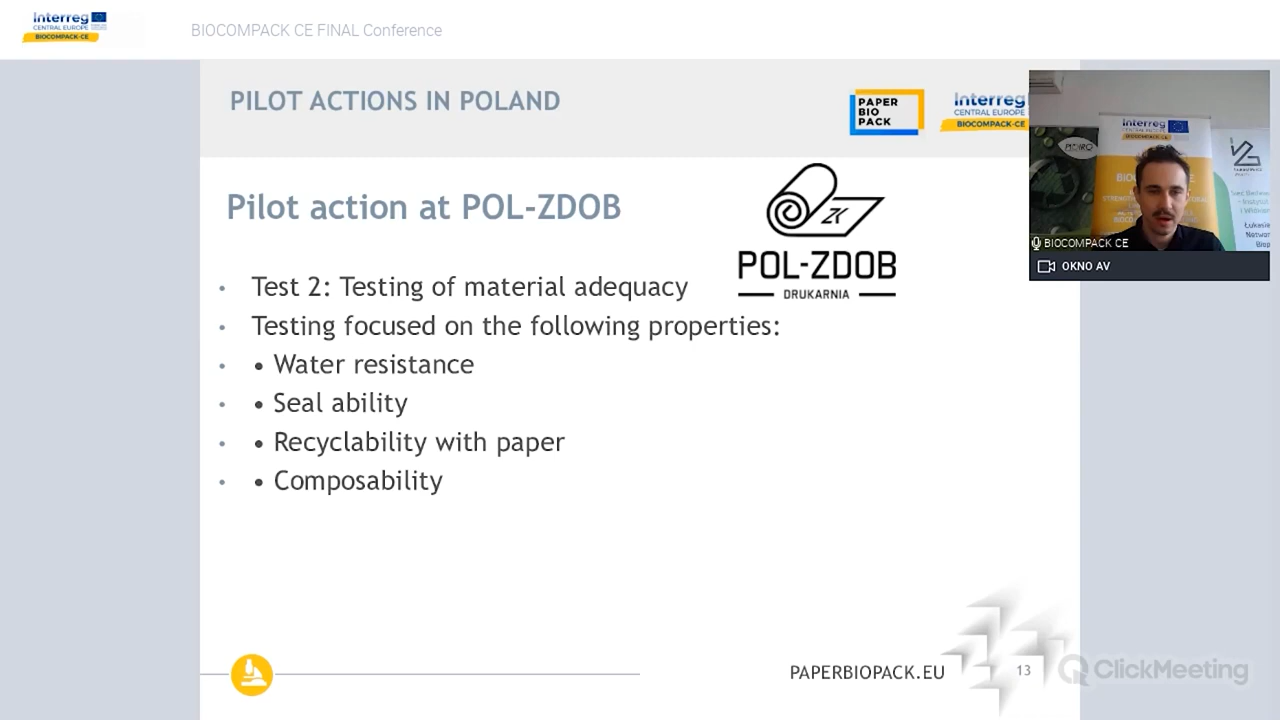 Interreg
CENTRAL EUROPE
BIOCOMPACK-CE
BIOCOMPACK CE FINAL Conference
PILOT ACTIONS IN POLAND
PAPER
BIO
PACK
Interreg
CENTRAL EUROPE
BIOCOMPACK-CE
Interreg
BIOCOMPACK CE
OKNO AV
Pilot action at POL-ZDOB
ZK
POL-ZDOB
DRUKARNIA
• Test 2: Testing of material adequacy
• Testing focused on the following properties:
• • Water resistance
• • Seal ability
• • Recyclability with paper
• • Composability
PAPERBIOPACK.EU
13
ClickMeeting